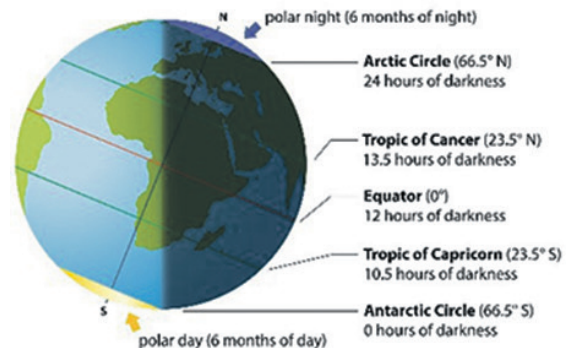 N
polar night (6 months of night)
Arctic Circle (66.5° N)
24 hours of darkness
Tropic of Cancer (23.5° N)
13.5 hours of darkness
Equator (0°)
12 hours of darkness
Tropic of Capricorn (23.5° S)
10.5 hours of darkness
Antarctic Circle (66.5° S)
0 hours of darkness
S
polar day (6 months of day)